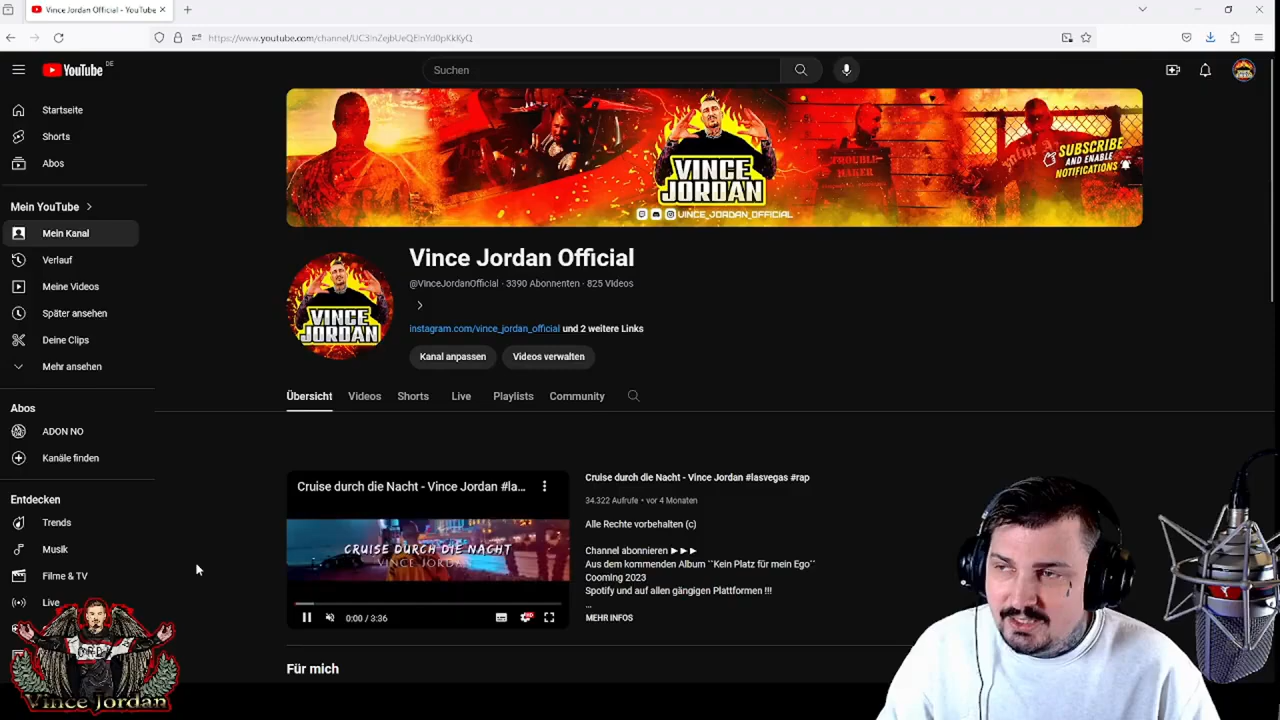 Vince Jordan Official - YouTube
YouTube DE
Suchen
Startseite
Shorts
Abos
Mein YouTube
Mein Kanal
Verlauf
Meine Videos
Später ansehen
Deine Clips
Mehr ansehen
Abos
ADON NO
Kanäle finden
Entdecken
Trends
Musik
Filme & TV
Live
TROUBLE
MAKER
VINCE
JORDAN
VINCE_JORDAN_OFFICIAL
SUBSCRIBE
AND ENABLE
NOTIFICATIONS
VINCE
JORDAN
Vince Jordan Official
@VinceJordanOfficial · 3390 Abonnenten · 825 Videos
instagram.com/vince_jordan_official und 2 weitere Links
Kanal anpassen
Videos verwalten
Übersicht Videos Shorts Live Playlists Community
Cruise durch die Nacht - Vince Jordan #la...
CRUISE DURCH DIE NACHT
VINCE JORDAN
0:00 / 3:36
Cruise durch die Nacht - Vince Jordan #lasvegas #rap
34.322 Aufrufe • vor 4 Monaten
Alle Rechte vorbehalten (c)
Channel abonnieren ►►►
Aus dem kommenden Album ``Kein Platz für mein Ego``
Cooming 2023
Spotify und auf allen gängigen Plattformen !!!
...
MEHR INFOS
Für mich
Vince Jordan